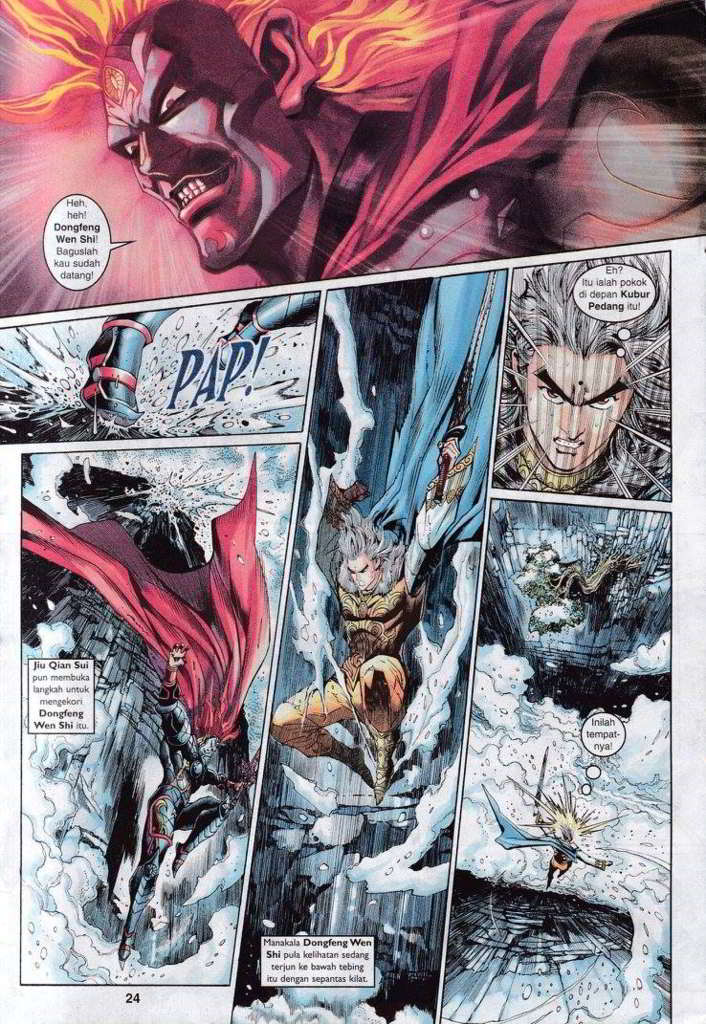 Heh,
heh!
Dongfeng
Wen Shi!
Baguslah
kau sudah
datang!
PAP!
Jiu Qian Sui
pun membuka
langkah untuk
mengekori
Dongfeng
Wen Shi itu.
Manakala Dongfeng Wen
Shi pula kelihatan sedang
terjun ke bawah tebing
itu dengan sepantas kilat.
Eh?
Itu ialah pokok
di depan Kubur
Pedang itu!
Inilah
tempat-
nya!
24